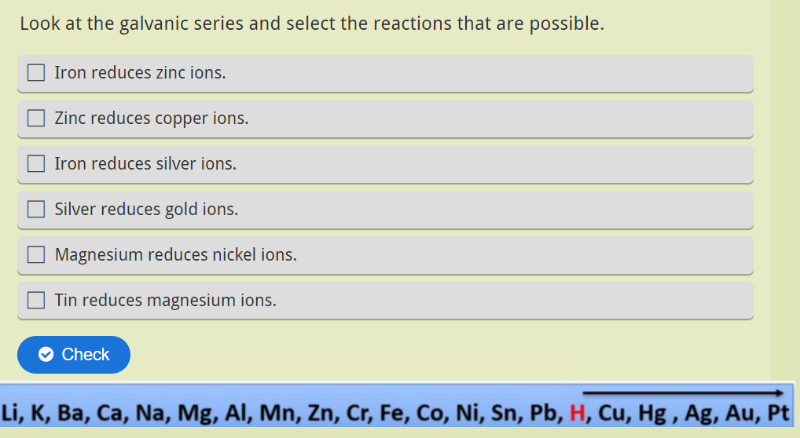 Look at the galvanic series and select the reactions that are possible.
Iron reduces zinc ions.
Zinc reduces copper ions.
Iron reduces silver ions.
Silver reduces gold ions.
Magnesium reduces nickel ions.
Tin reduces magnesium ions.
Check
Li, K, Ba, Ca, Na, Mg, Al, Mn, Zn, Cr, Fe, Co, Ni, Sn, Pb, H, Cu, Hg , Ag, Au, Pt